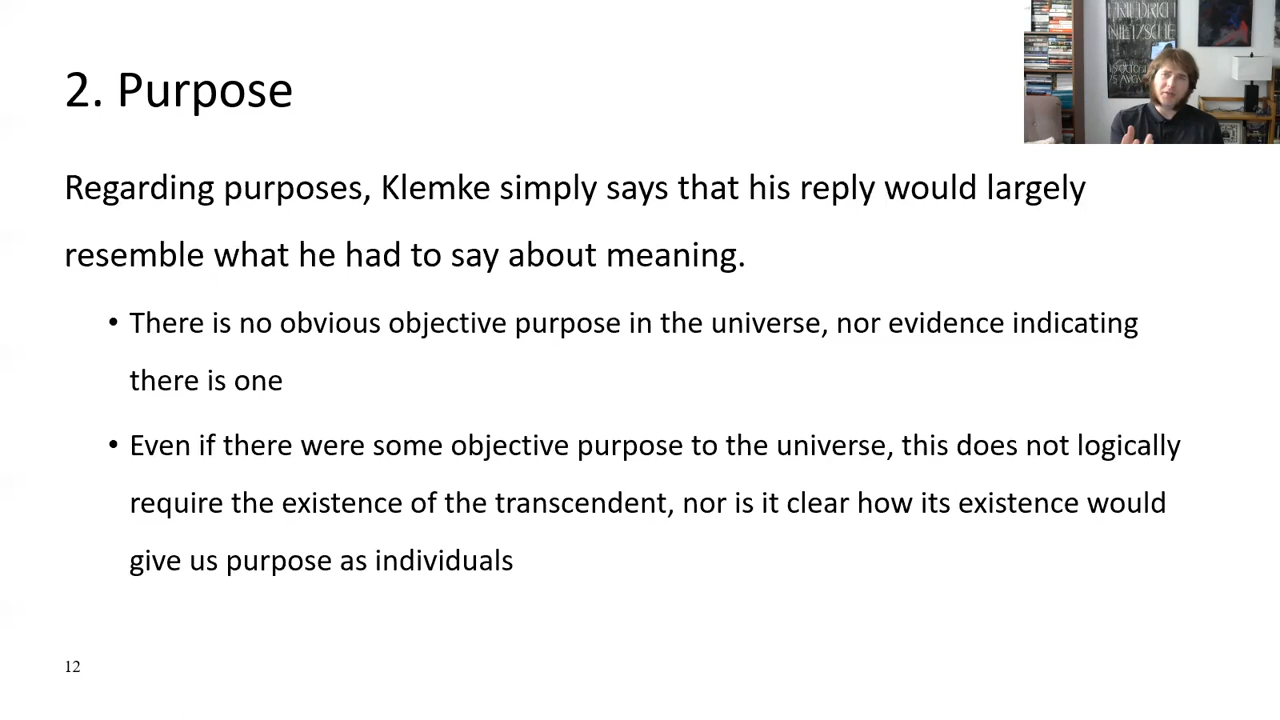 2. Purpose
FRIEDRICH
NIETZSCHE
Regarding purposes, Klemke simply says that his reply would largely
resemble what he had to say about meaning.
• There is no obvious objective purpose in the universe, nor evidence indicating
there is one
• Even if there were some objective purpose to the universe, this does not logically
require the existence of the transcendent, nor is it clear how its existence would
give us purpose as individuals
12